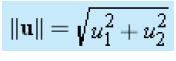 ‖u‖ = √(u₁² + u₂²)